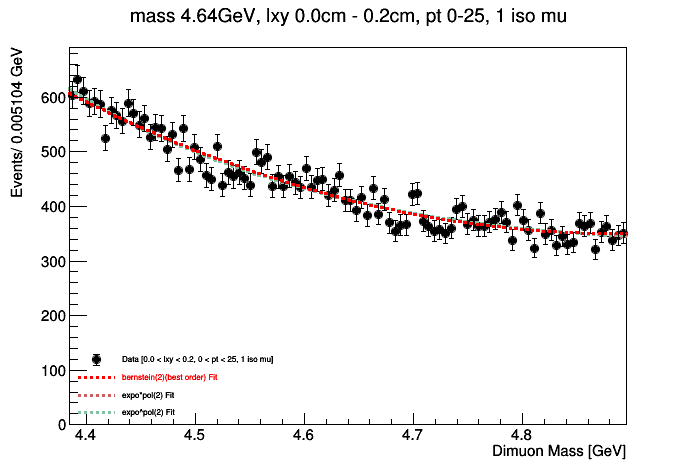 mass 4.64GeV, lxy 0.0cm - 0.2cm, pt 0-25, 1 iso mu
Events/ 0.005104 GeV
600
500
400
300
200
100
0
Data [0.0 < lxy < 0.2, 0 < pt < 25, 1 iso mu]
bernstein(2)(best order) Fit
expo*pol(2) Fit
expo^pol(2) Fit
4.4 4.5 4.6 4.7 4.8
Dimuon Mass [GeV]